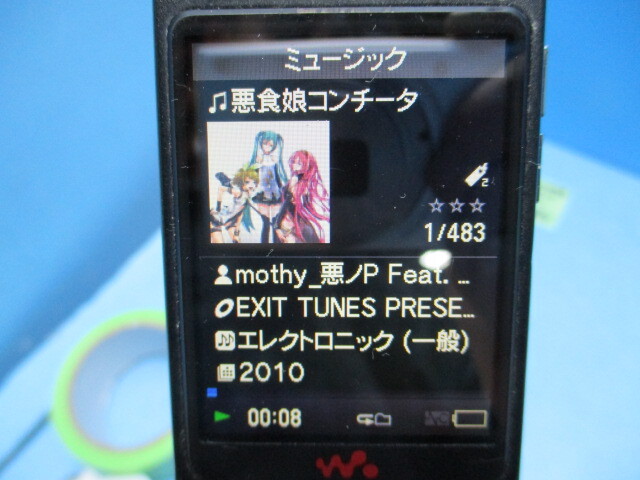 ミュージック
悪食娘コンチータ
2
☆☆☆
1/483
mothy_悪ノP Feat. ...
EXIT TUNES PRESE...
エレクトロニック (一般)
2010
00:08